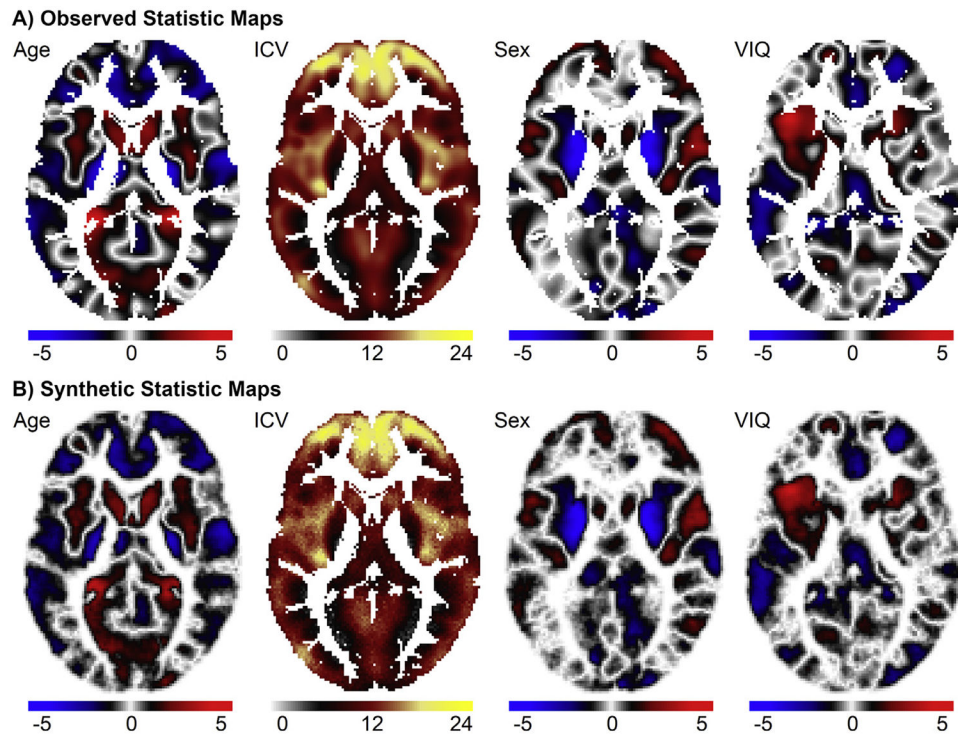 A) Observed Statistic Maps
Age ICV Sex VIQ
-5 0 5 0 12 24 -5 0 5 -5 0 5
B) Synthetic Statistic Maps
Age ICV Sex VIQ
-5 0 5 0 12 24 -5 0 5 -5 0 5